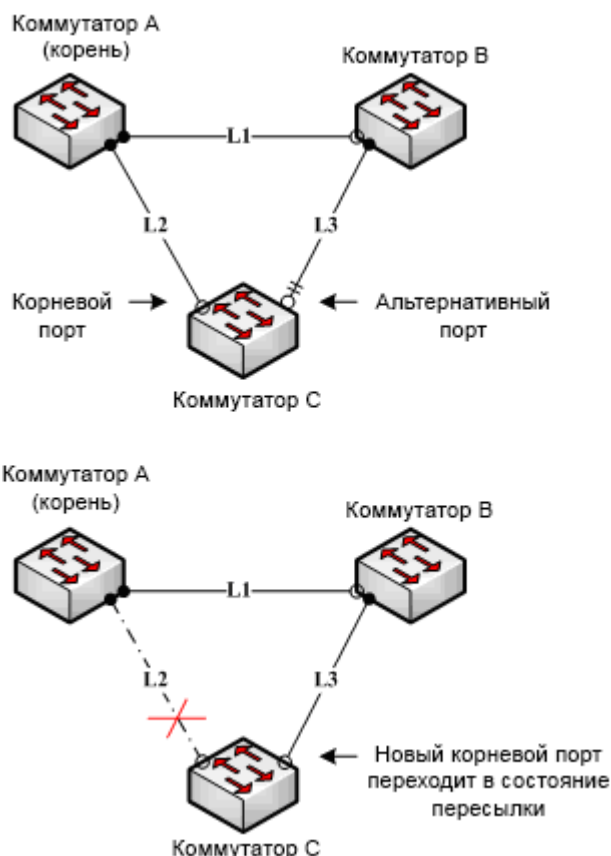 Коммутатор А
(корень)
Коммутатор В
L1
L2
L3
Корневой
порт
Альтернативный
порт
Коммутатор С
Коммутатор А
(корень)
Коммутатор В
L1
L2
L3
Новый корневой порт
переходит в состояние
пересылки
Коммутатор С